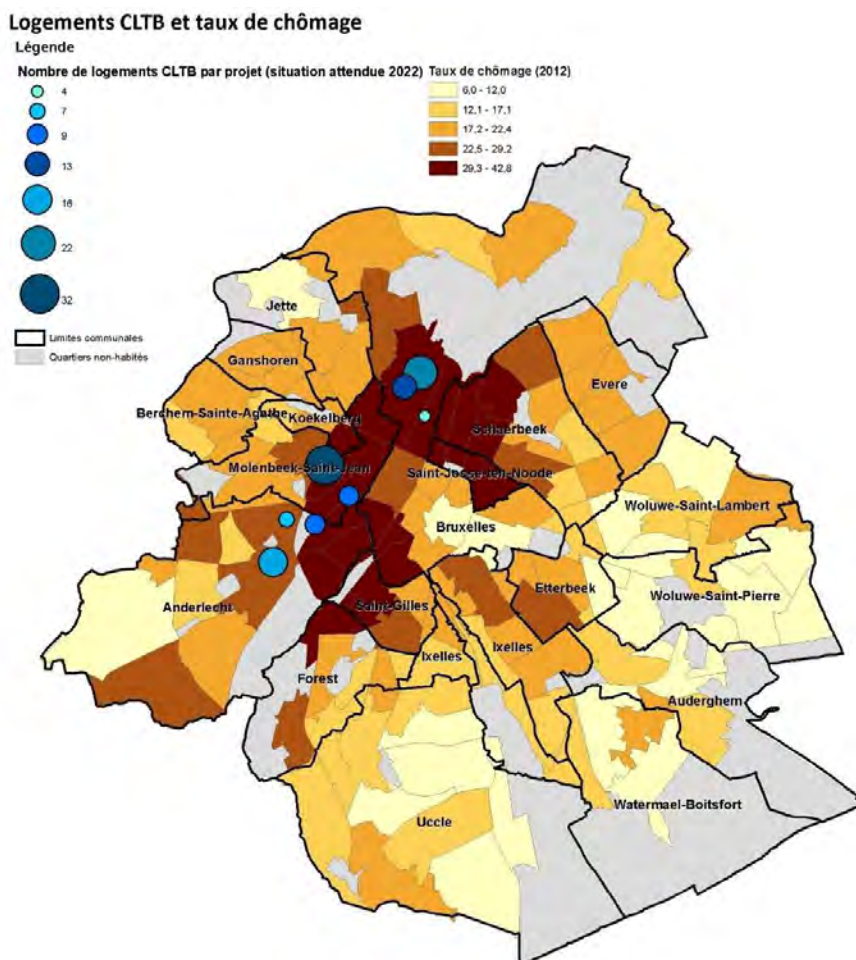 Logements CLTB et taux de chômage
Légende
Nombre de logements CLTB par projet (situation attendue 2022)
4
7
9
13
16
22
32
Limites communales
Quartiers non-habités
Taux de chômage (2012)
6,0 - 12,0
12,1 - 17,1
17,2 - 22,4
22,5 - 29,2
29,3 - 42,8
Jette
Ganshoren
Evere
Berchem-Sainte-Agathe
Koekelberg
Schaerbeek
Molenbeek-Saint-Jean
Saint-Josse-ten-Noode
Woluwe-Saint-Lambert
Bruxelles
Etterbeek
Woluwe-Saint-Pierre
Anderlecht
Saint-Gilles
Ixelles
Ixelles
Forest
Auderghem
Watermael-Boitsfort
Uccle